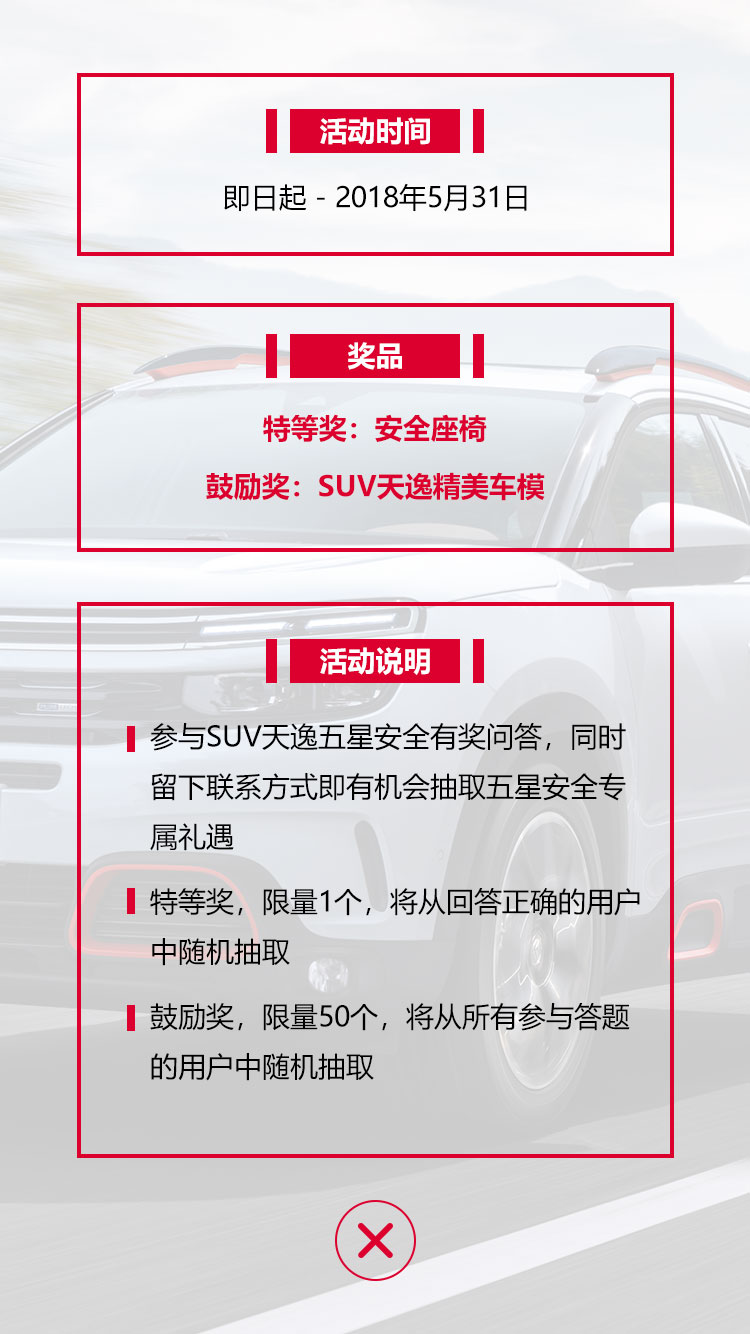 活动时间
即日起 - 2018年5月31日
奖品
特等奖：安全座椅
鼓励奖：SUV天逸精美车模
活动说明
参与SUV天逸五星安全有奖问答，同时
留下联系方式即有机会抽取五星安全专
属礼遇
特等奖，限量1个，将从回答正确的用户
中随机抽取
鼓励奖，限量50个，将从所有参与答题
的用户中随机抽取